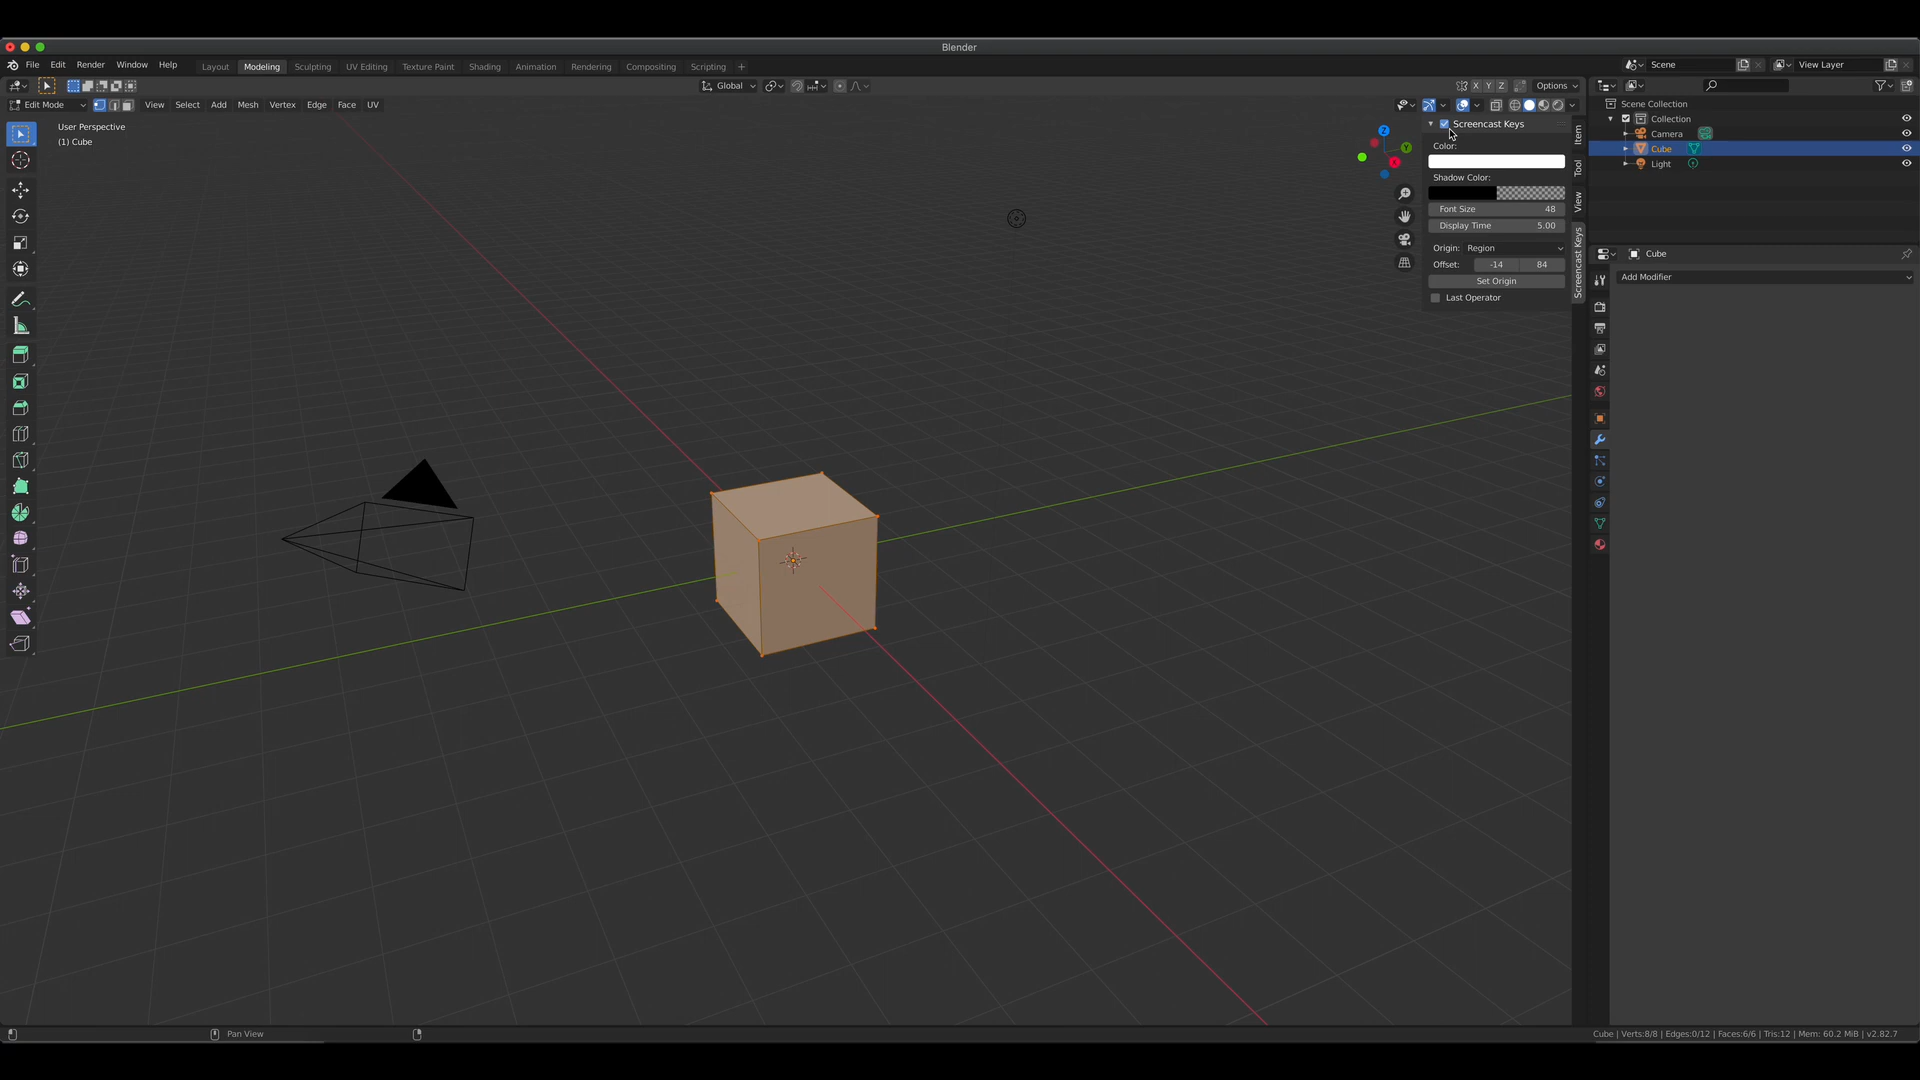 Blender
File Edit Render Window Help Layout Modeling Sculpting UV Editing Texture Paint Shading Animation Rendering Compositing Scripting + Scene View Layer
Global X Y Z Options
Edit Mode View Select Add Mesh Vertex Edge Face UV
User Perspective
(1) Cube
Z
Y
X
Screencast Keys
Color:
Shadow Color:
Font Size 48
Display Time 5.00
Origin: Region
Offset: -14 84
Set Origin
Last Operator
Item
Tool
View
Screencast Keys
Scene Collection
Collection
Camera
Cube
Light
Cube
Add Modifier
Pan View
Cube | Verts:8/8 | Edges:0/12 | Faces:6/6 | Tris:12 | Mem: 60.2 MiB | v2.82.7